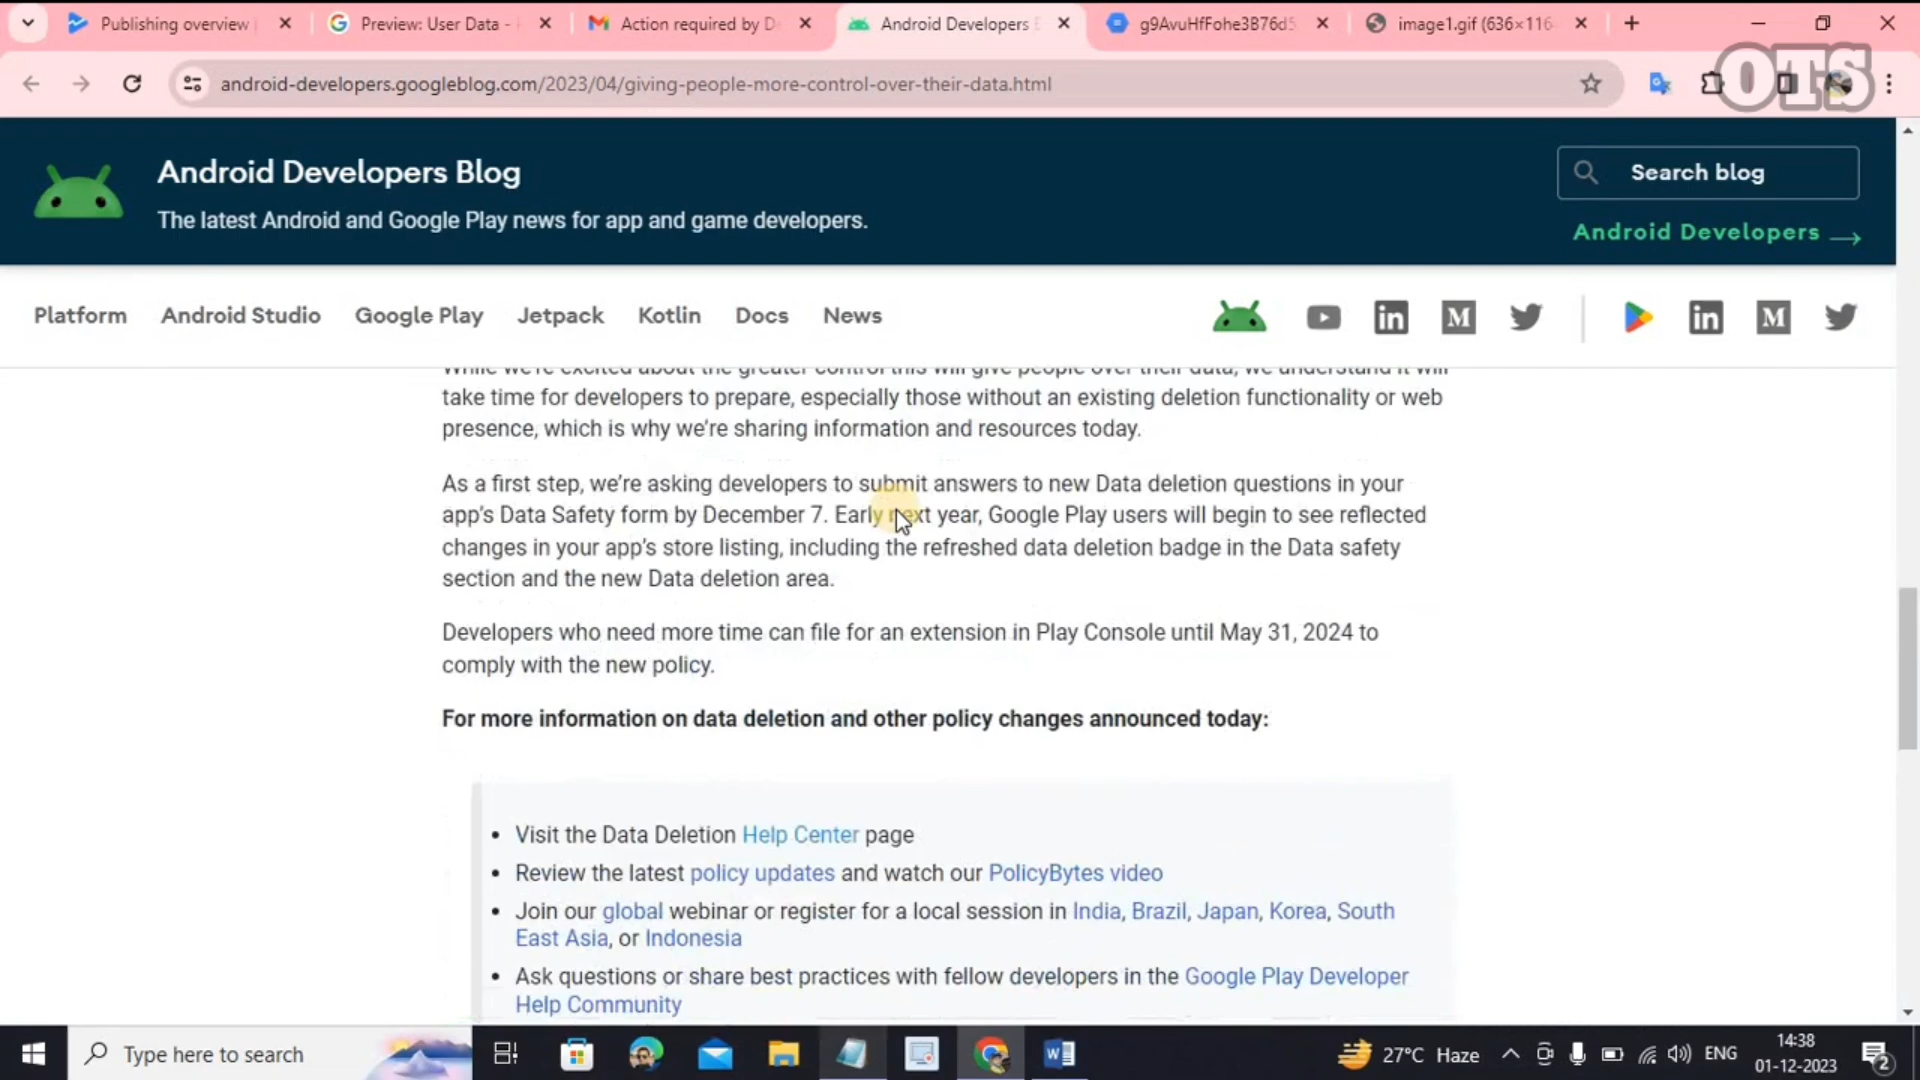 Publishing overview
Preview: User Data -
Action required by D
Android Developers
g9AvuHfFohe3B76d5
image1.gif (636×116
android-developers.googleblog.com/2023/04/giving-people-more-control-over-their-data.html
OTS
Android Developers Blog
The latest Android and Google Play news for app and game developers.
Search blog
Android Developers
Platform
Android Studio
Google Play
Jetpack
Kotlin
Docs
News
While we're excited about the greater control this will give people over their data, we understand it will
take time for developers to prepare, especially those without an existing deletion functionality or web
presence, which is why we're sharing information and resources today.
As a first step, we're asking developers to submit answers to new Data deletion questions in your
app's Data Safety form by December 7. Early next year, Google Play users will begin to see reflected
changes in your app's store listing, including the refreshed data deletion badge in the Data safety
section and the new Data deletion area.
Developers who need more time can file for an extension in Play Console until May 31, 2024 to
comply with the new policy.
For more information on data deletion and other policy changes announced today:
• Visit the Data Deletion Help Center page
• Review the latest policy updates and watch our PolicyBytes video
• Join our global webinar or register for a local session in India, Brazil, Japan, Korea, South
East Asia, or Indonesia
• Ask questions or share best practices with fellow developers in the Google Play Developer
Help Community
Type here to search
27°C Haze
ENG
14:38
01-12-2023
2